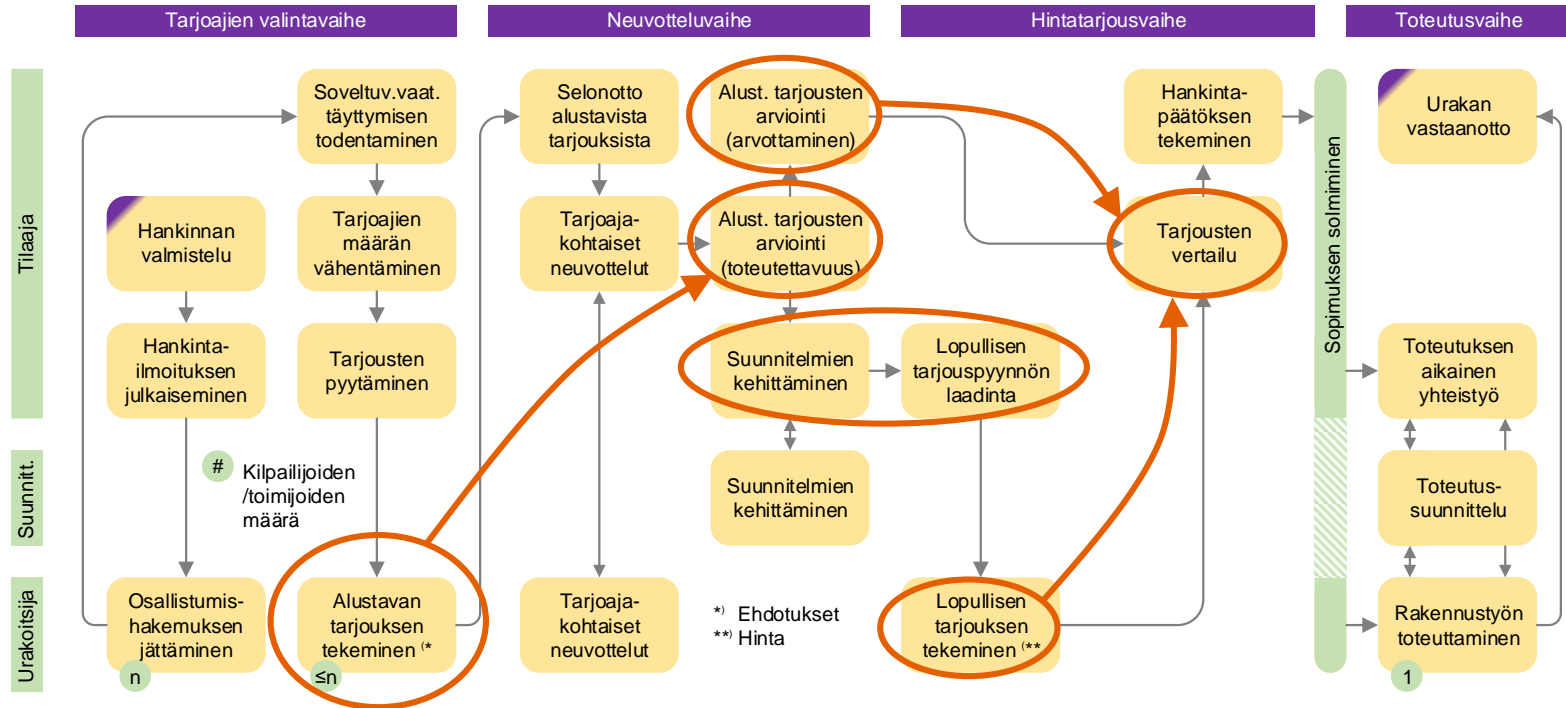 Tarjoajien valintavaihe
Neuvotteluvaihe
Hintatarjousvaihe
Toteutusvaihe
Tilaaja
Suunnitt.
Urakoitsija
Soveltuv.vaat.
täyttymisen
todentaminen
Hankinnan
valmistelu
Tarjoajien
määrän
vähentäminen
Hankinta-
ilmoituksen
julkaiseminen
Tarjousten
pyytäminen
#
Kilpailijoiden
/toimijoiden
määrä
Osallistumis-
hakemuksen
jättäminen
n
Alustavan
tarjouksen
tekeminen (*
≤n
Selonotto
alustavista
tarjouksista
Tarjoaja-
kohtaiset
neuvottelut
Tarjoaja-
kohtaiset
neuvottelut
Alust. tarjousten
arviointi
(arvottaminen)
Alust. tarjousten
arviointi
(toteutettavuus)
Suunnitelmien
kehittäminen
Suunnitelmien
kehittäminen
*) Ehdotukset
**) Hinta
Lopullisen
tarjouspyynnön
laadinta
Lopullisen
tarjouksen
tekeminen (**
Hankinta-
päätöksen
tekeminen
Tarjousten
vertailu
Sopimuksen solmiminen
Urakan
vastaanotto
Toteutuksen
aikainen
yhteistyö
Toteutus-
suunnittelu
Rakennustyön
toteuttaminen
1